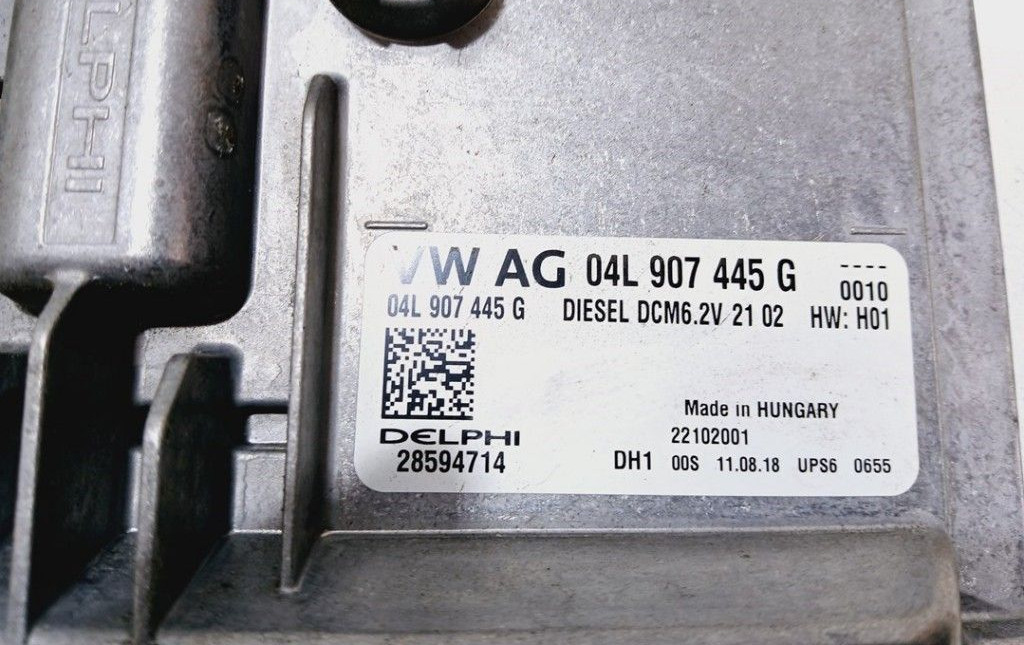 DELPHI
VW AG 04L 907 445 G ----
0010
04L 907 445 G DIESEL DCM6.2V 21 02 HW: H01
Made in HUNGARY
DELPHI 22102001
28594714 DH1 00S 11.08.18 UPS6 0655